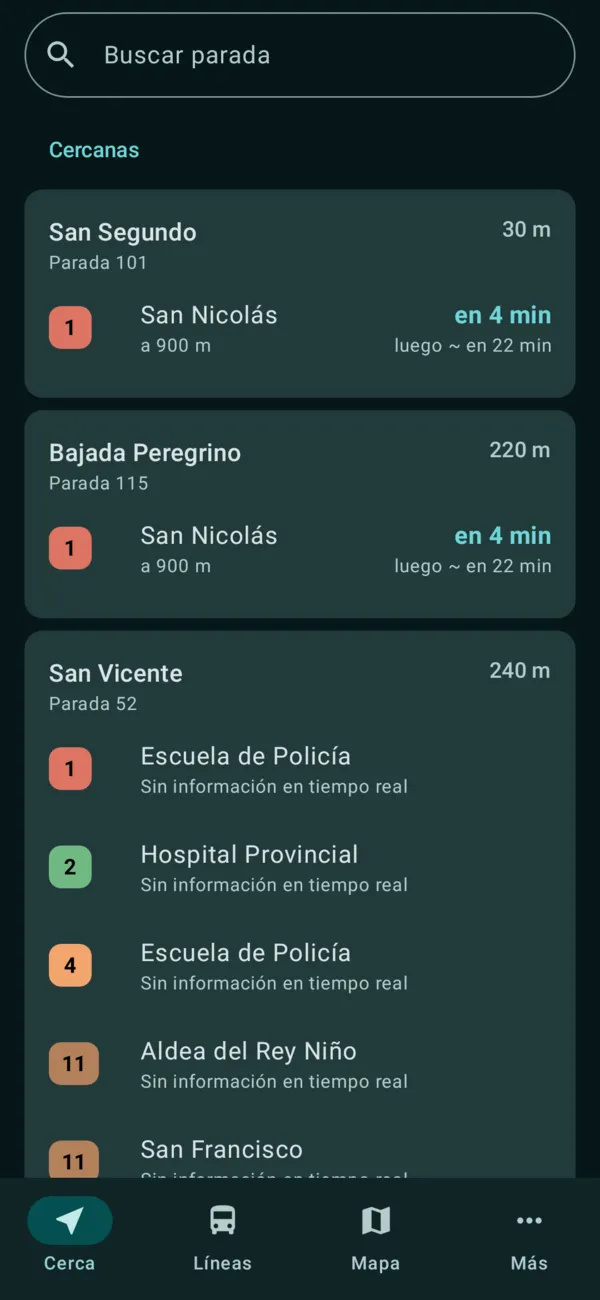 Buscar parada
Cercanas
San Segundo
30 m
Parada 101
1
San Nicolás
en 4 min
a 900 m
luego ~ en 22 min
Bajada Peregrino
220 m
Parada 115
1
San Nicolás
en 4 min
a 900 m
luego ~ en 22 min
San Vicente
240 m
Parada 52
1
Escuela de Policía
Sin información en tiempo real
2
Hospital Provincial
Sin información en tiempo real
4
Escuela de Policía
Sin información en tiempo real
11
Aldea del Rey Niño
Sin información en tiempo real
11
San Francisco
Cerca
Líneas
Mapa
Más